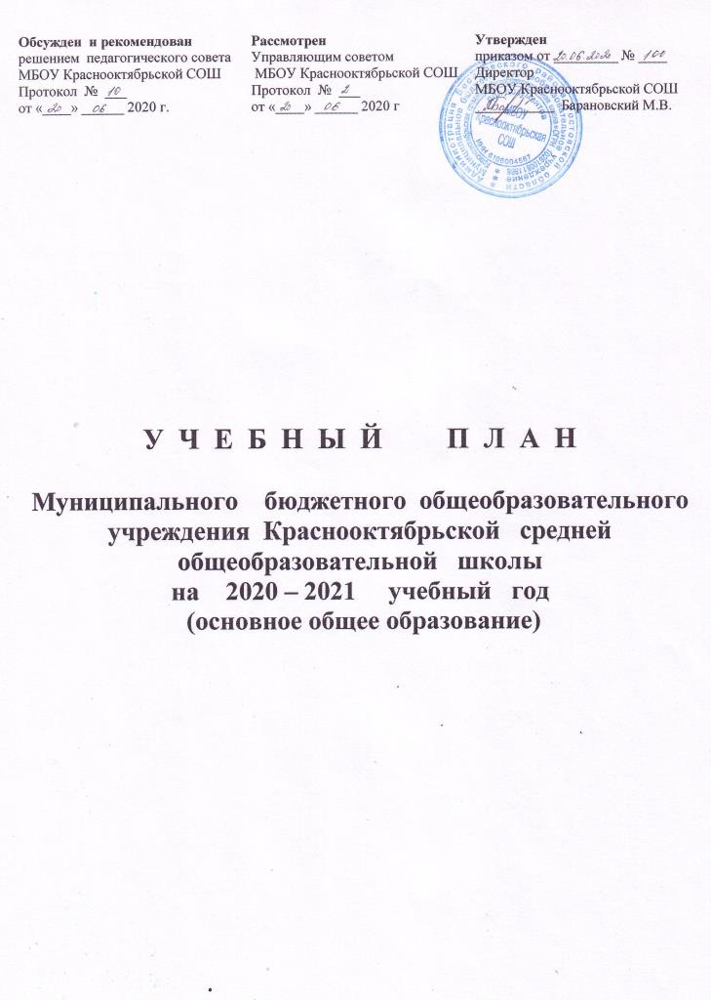 Обсужден и рекомендован
решением педагогического совета
МБОУ Краснооктябрьской СОШ
Протокол № 10
от «20» 06 2020 г.
Рассмотрен
Управляющим советом
МБОУ Краснооктябрьской СОШ
Протокол № 2
от «20» 06 2020 г
Утвержден
приказом от 20.06.2020 № 100
Директор
МБОУ Краснооктябрьской СОШ
Барановский М.В.
МБОУ
Краснооктябрьская
СОШ
У Ч Е Б Н Ы Й П Л А Н
Муниципального бюджетного общеобразовательного
учреждения Краснооктябрьской средней
общеобразовательной школы
на 2020 – 2021 учебный год
(основное общее образование)